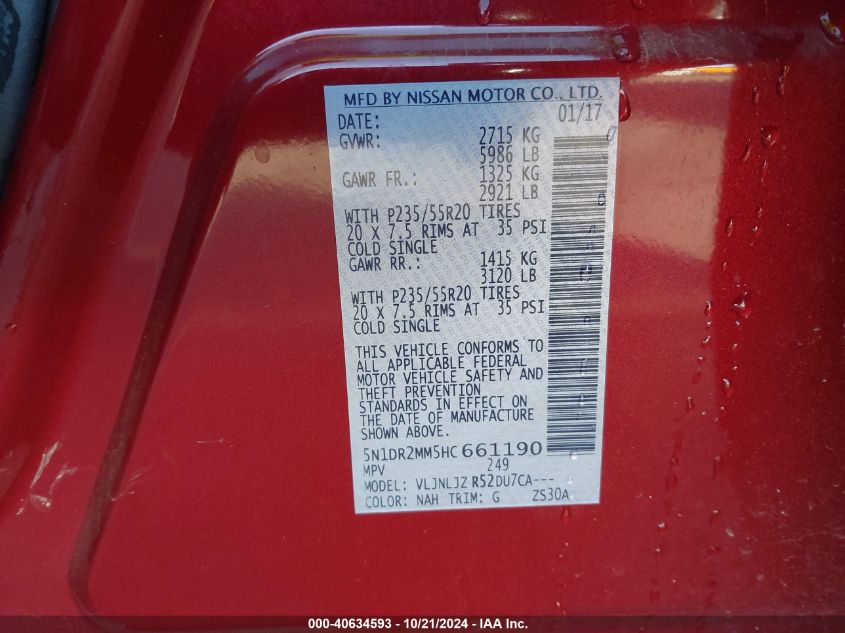 MFD BY NISSAN MOTOR CO., LTD.
DATE: 01/17
GVWR: 2715 KG
5986 LB
GAWR FR.: 1325 KG
2921 LB
WITH P235/55R20 TIRES
20 X 7.5 RIMS AT 35 PSI
COLD SINGLE
GAWR RR.: 1415 KG
3120 LB
WITH P235/55R20 TIRES
20 X 7.5 RIMS AT 35 PSI
COLD SINGLE
THIS VEHICLE CONFORMS TO
ALL APPLICABLE FEDERAL
MOTOR VEHICLE SAFETY AND
THEFT PREVENTION
STANDARDS IN EFFECT ON
THE DATE OF MANUFACTURE
SHOWN ABOVE.
5N1DR2MM5HC 661190
MPV 249
MODEL: VLJNLJZ R52DU7CA---
COLOR: NAH TRIM: G ZS30A
000-40634593 - 10/21/2024 - IAA Inc.